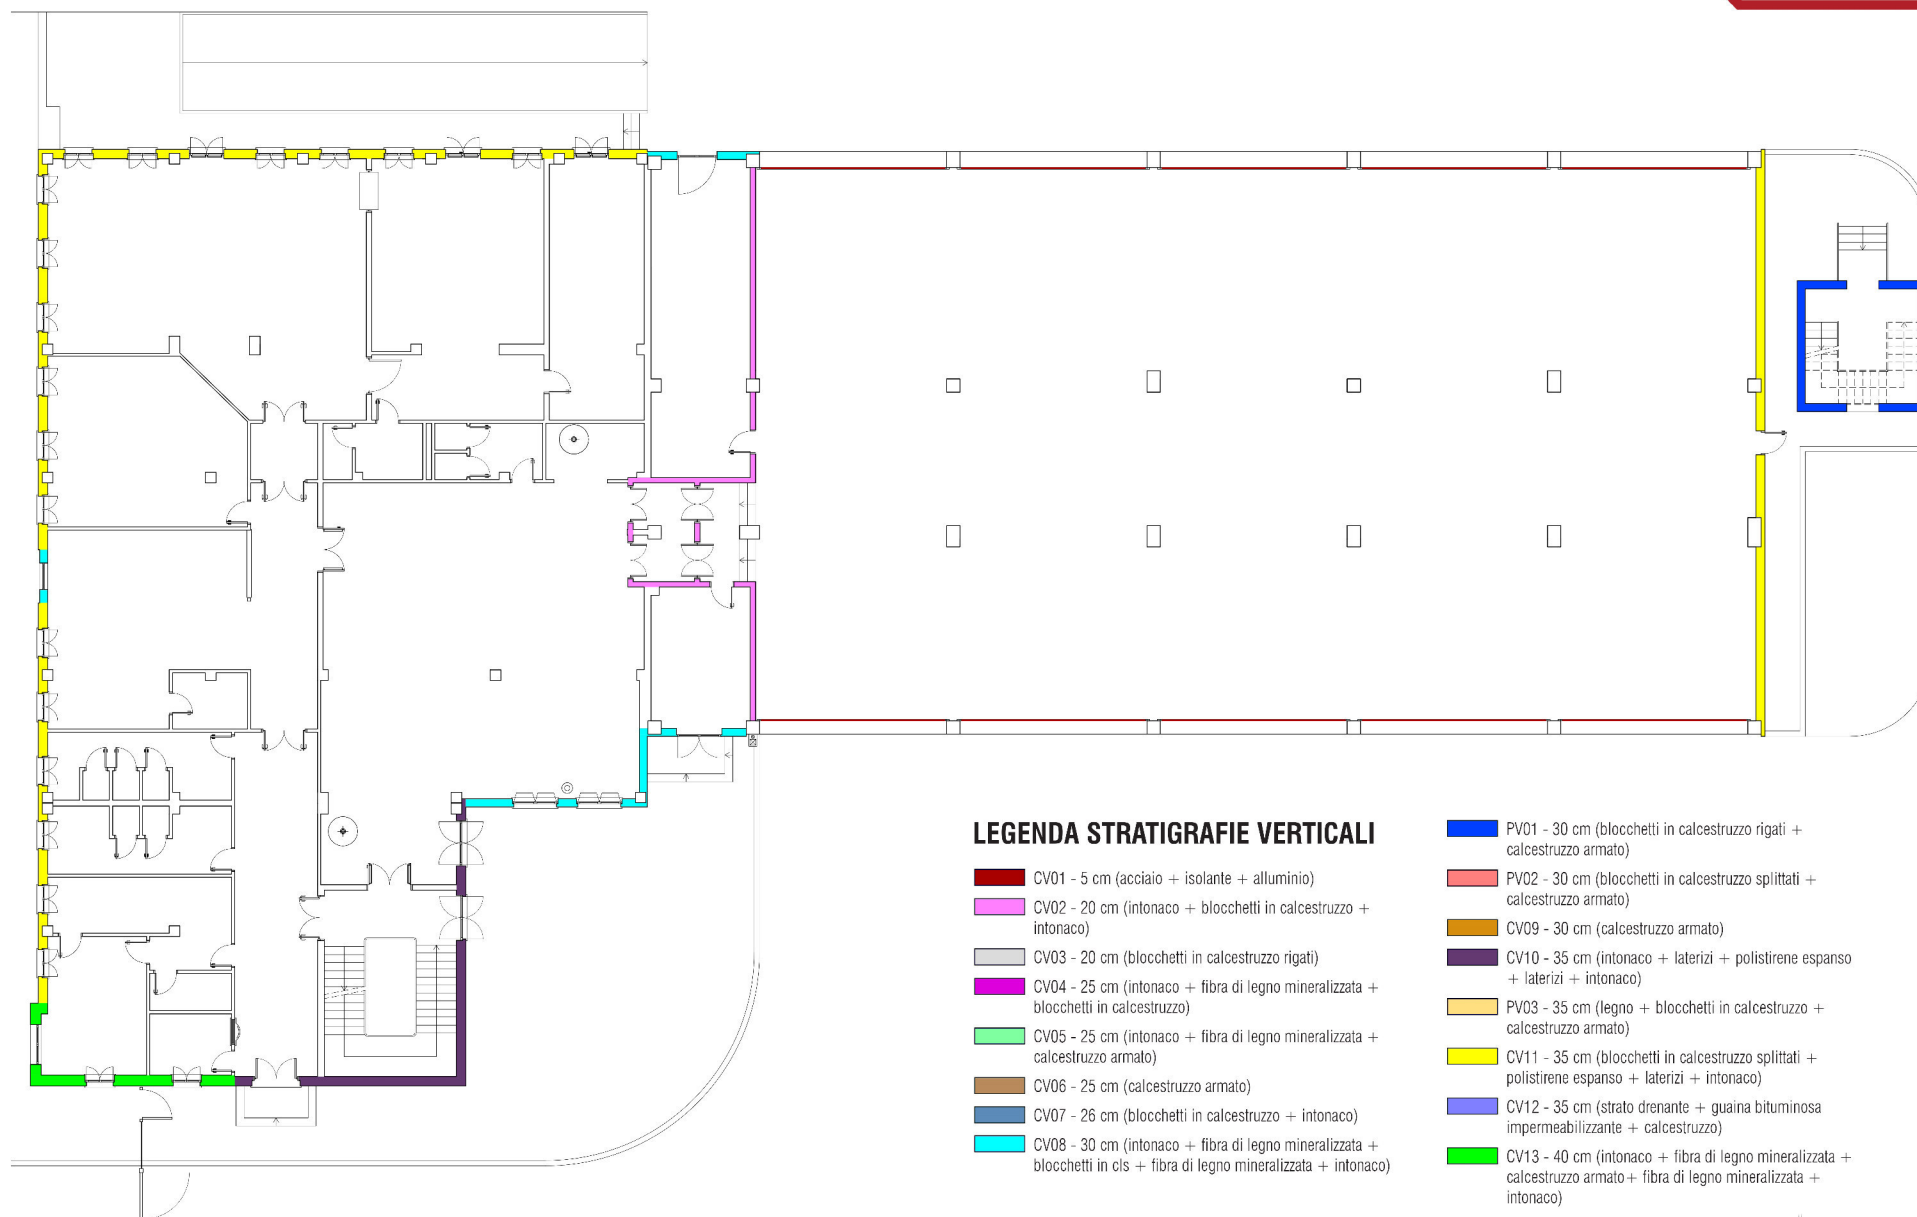 LEGENDA STRATIGRAFIE VERTICALI
CV01 - 5 cm (acciaio + isolante + alluminio)
CV02 - 20 cm (intonaco + blocchetti in calcestruzzo +
intonaco)
CV03 - 20 cm (blocchetti in calcestruzzo rigati)
CV04 - 25 cm (intonaco + fibra di legno mineralizzata +
blocchetti in calcestruzzo)
CV05 - 25 cm (intonaco + fibra di legno mineralizzata +
calcestruzzo armato)
CV06 - 25 cm (calcestruzzo armato)
CV07 - 26 cm (blocchetti in calcestruzzo + intonaco)
CV08 - 30 cm (intonaco + fibra di legno mineralizzata +
blocchetti in cls + fibra di legno mineralizzata + intonaco)
PV01 - 30 cm (blocchetti in calcestruzzo rigati +
calcestruzzo armato)
PV02 - 30 cm (blocchetti in calcestruzzo splittati +
calcestruzzo armato)
CV09 - 30 cm (calcestruzzo armato)
CV10 - 35 cm (intonaco + laterizi + polistirene espanso
+ laterizi + intonaco)
PV03 - 35 cm (legno + blocchetti in calcestruzzo +
calcestruzzo armato)
CV11 - 35 cm (blocchetti in calcestruzzo splittati +
polistirene espanso + laterizi + intonaco)
CV12 - 35 cm (strato drenante + guaina bituminosa
impermeabilizzante + calcestruzzo)
CV13 - 40 cm (intonaco + fibra di legno mineralizzata +
calcestruzzo armato+ fibra di legno mineralizzata +
intonaco)